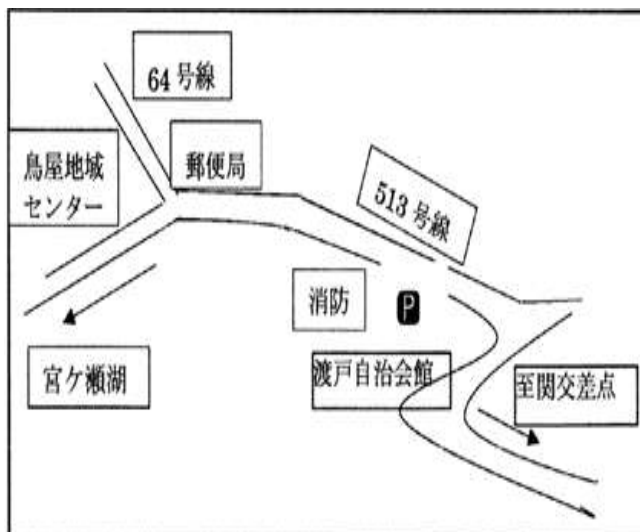 64号線
鳥屋地域
センター
郵便局
513号線
消防
P
宮ケ瀬湖
渡戸自治会館
至関交差点